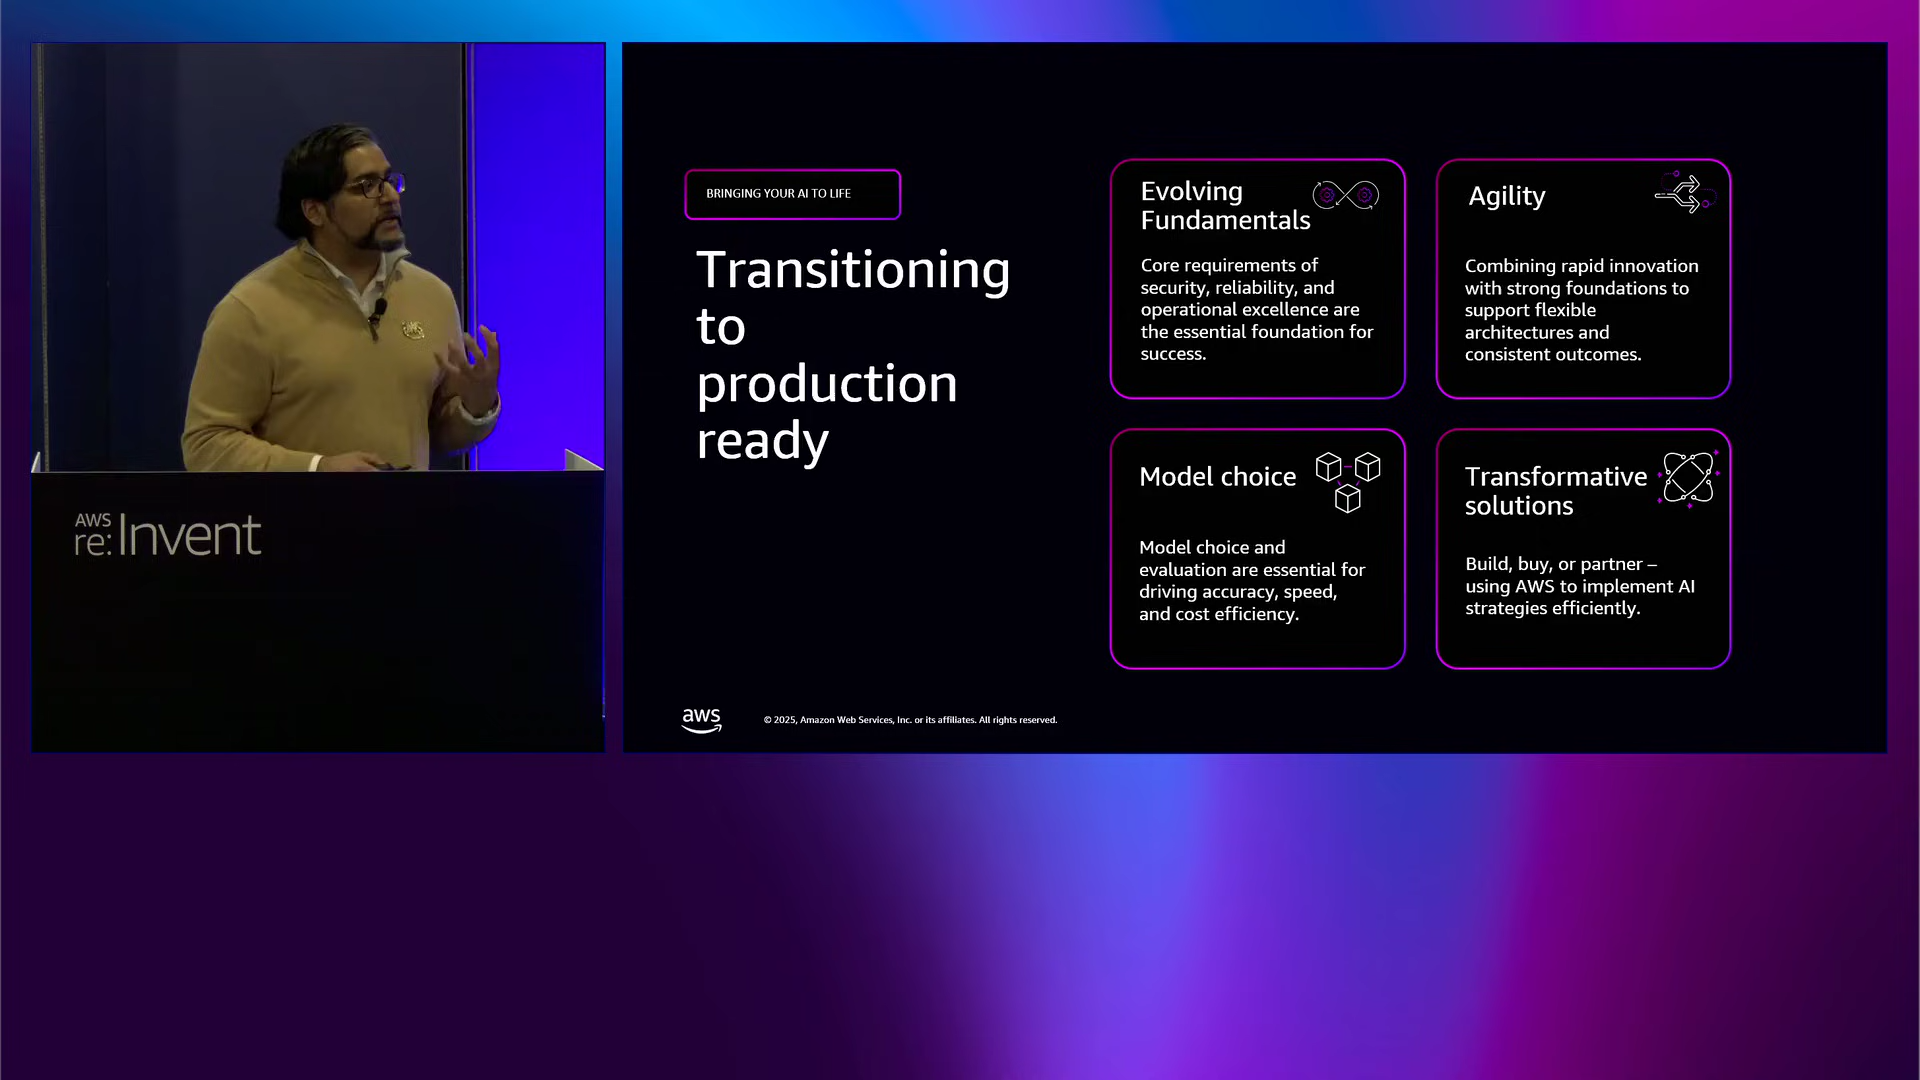 AWS
re:Invent
BRINGING YOUR AI TO LIFE
Transitioning
to
production
ready
Evolving
Fundamentals
Core requirements of
security, reliability, and
operational excellence are
the essential foundation for
success.
Agility
Combining rapid innovation
with strong foundations to
support flexible
architectures and
consistent outcomes.
Model choice
Model choice and
evaluation are essential for
driving accuracy, speed,
and cost efficiency.
Transformative
solutions
Build, buy, or partner –
using AWS to implement AI
strategies efficiently.
aws
© 2025, Amazon Web Services, Inc. or its affiliates. All rights reserved.